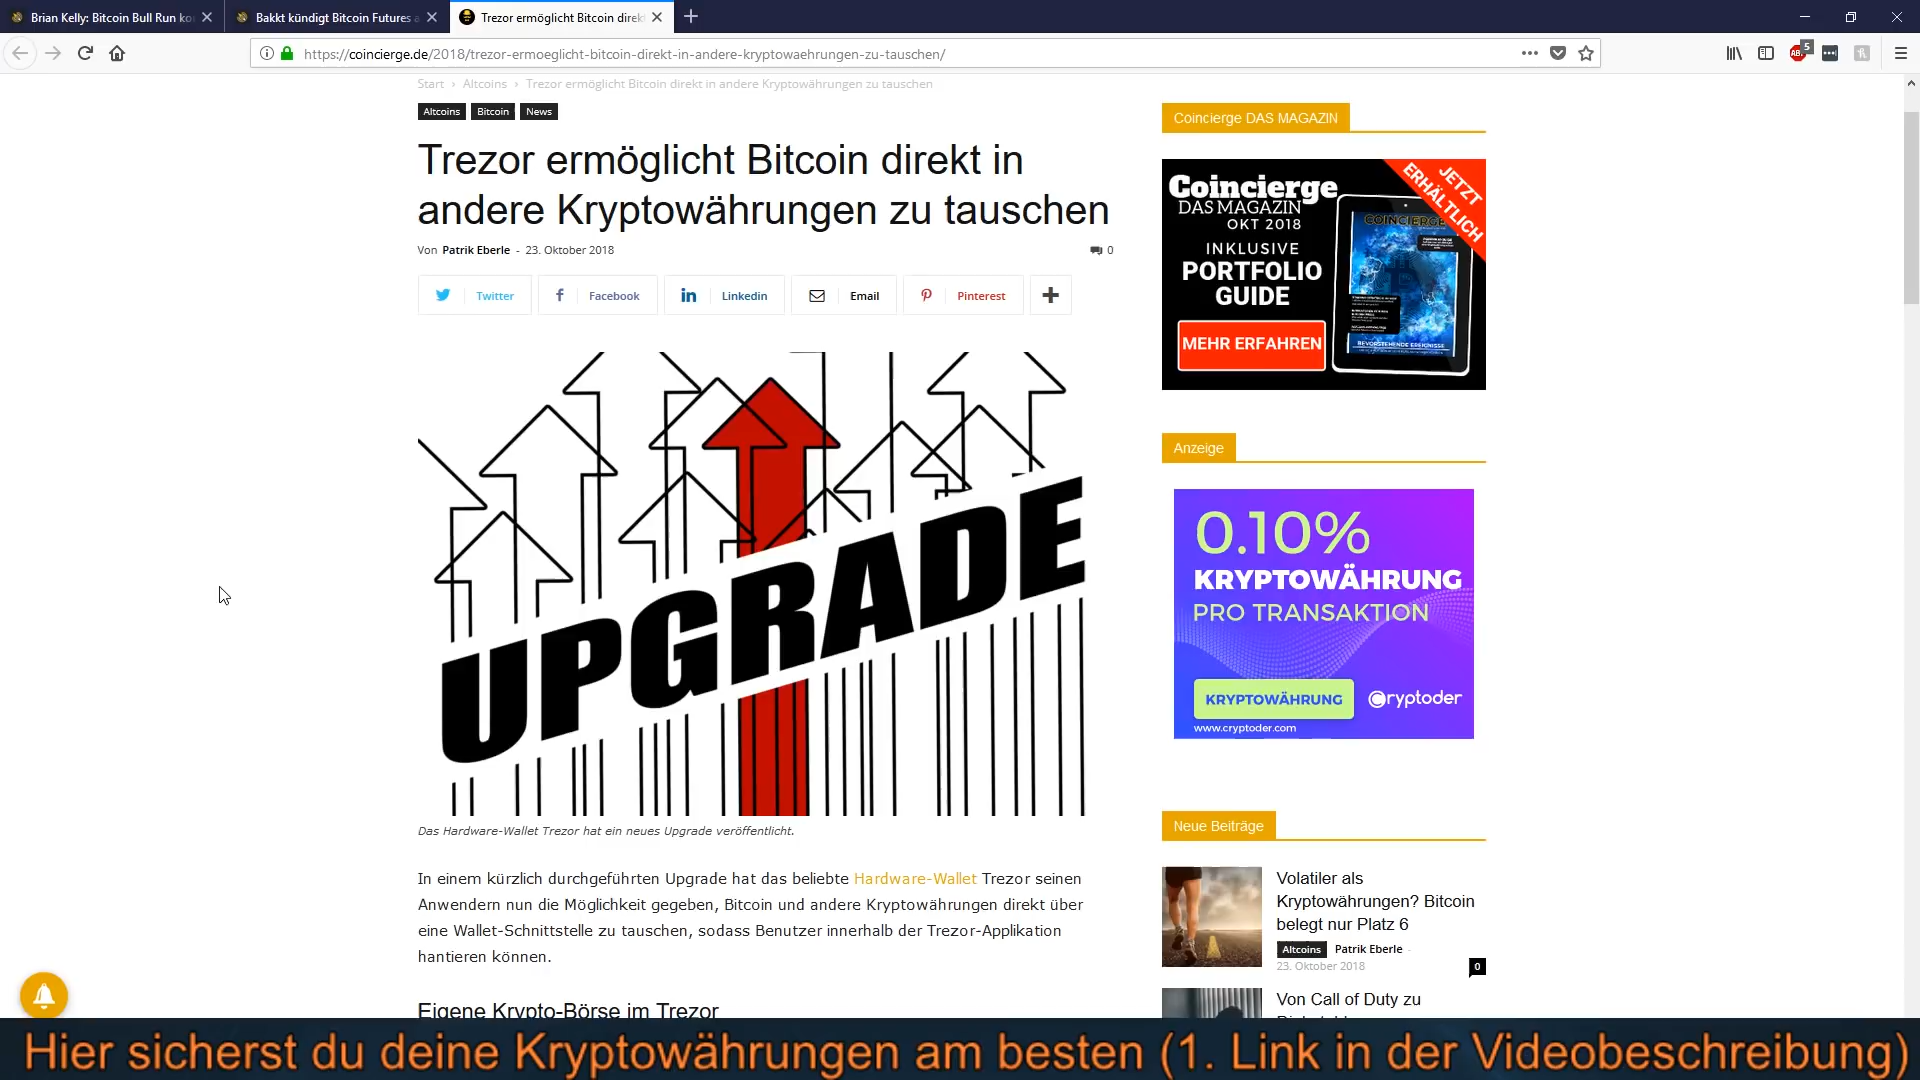 Brian Kelly: Bitcoin Bull Run ko
Bakkt kündigt Bitcoin Futures a
Trezor ermöglicht Bitcoin direkt
https://coincierge.de/2018/trezor-ermoeglicht-bitcoin-direkt-in-andere-kryptowaehrungen-zu-tauschen/
ABP
5
Start › Altcoins › Trezor ermöglicht Bitcoin direkt in andere Kryptowährungen zu tauschen
Altcoins Bitcoin News
Trezor ermöglicht Bitcoin direkt in
andere Kryptowährungen zu tauschen
Von Patrik Eberle - 23. Oktober 2018
0
Twitter
Facebook
Linkedin
Email
Pinterest
UPGRADE
Das Hardware-Wallet Trezor hat ein neues Upgrade veröffentlicht.
In einem kürzlich durchgeführten Upgrade hat das beliebte Hardware-Wallet Trezor seinen
Anwendern nun die Möglichkeit gegeben, Bitcoin und andere Kryptowährungen direkt über
eine Wallet-Schnittstelle zu tauschen, sodass Benutzer innerhalb der Trezor-Applikation
hantieren können.
Eigene Krypto-Börse im Trezor
Coincierge DAS MAGAZIN
Coincierge
DAS MAGAZIN
OKT 2018
INKLUSIVE
PORTFOLIO
GUIDE
MEHR ERFAHREN
JETZT
ERHÄLTLICH
COINCIERGE
BEVORSTEHENDE EREIGNISSE
Anzeige
0.10%
KRYPTOWÄHRUNG
PRO TRANSAKTION
KRYPTOWÄHRUNG
Cryptoder
www.cryptoder.com
Neue Beiträge
Volatiler als
Kryptowährungen? Bitcoin
belegt nur Platz 6
Altcoins Patrik Eberle -
23. Oktober 2018
0
Von Call of Duty zu
Hier sicherst du deine Kryptowährungen am besten (1. Link in der Videobeschreibung)